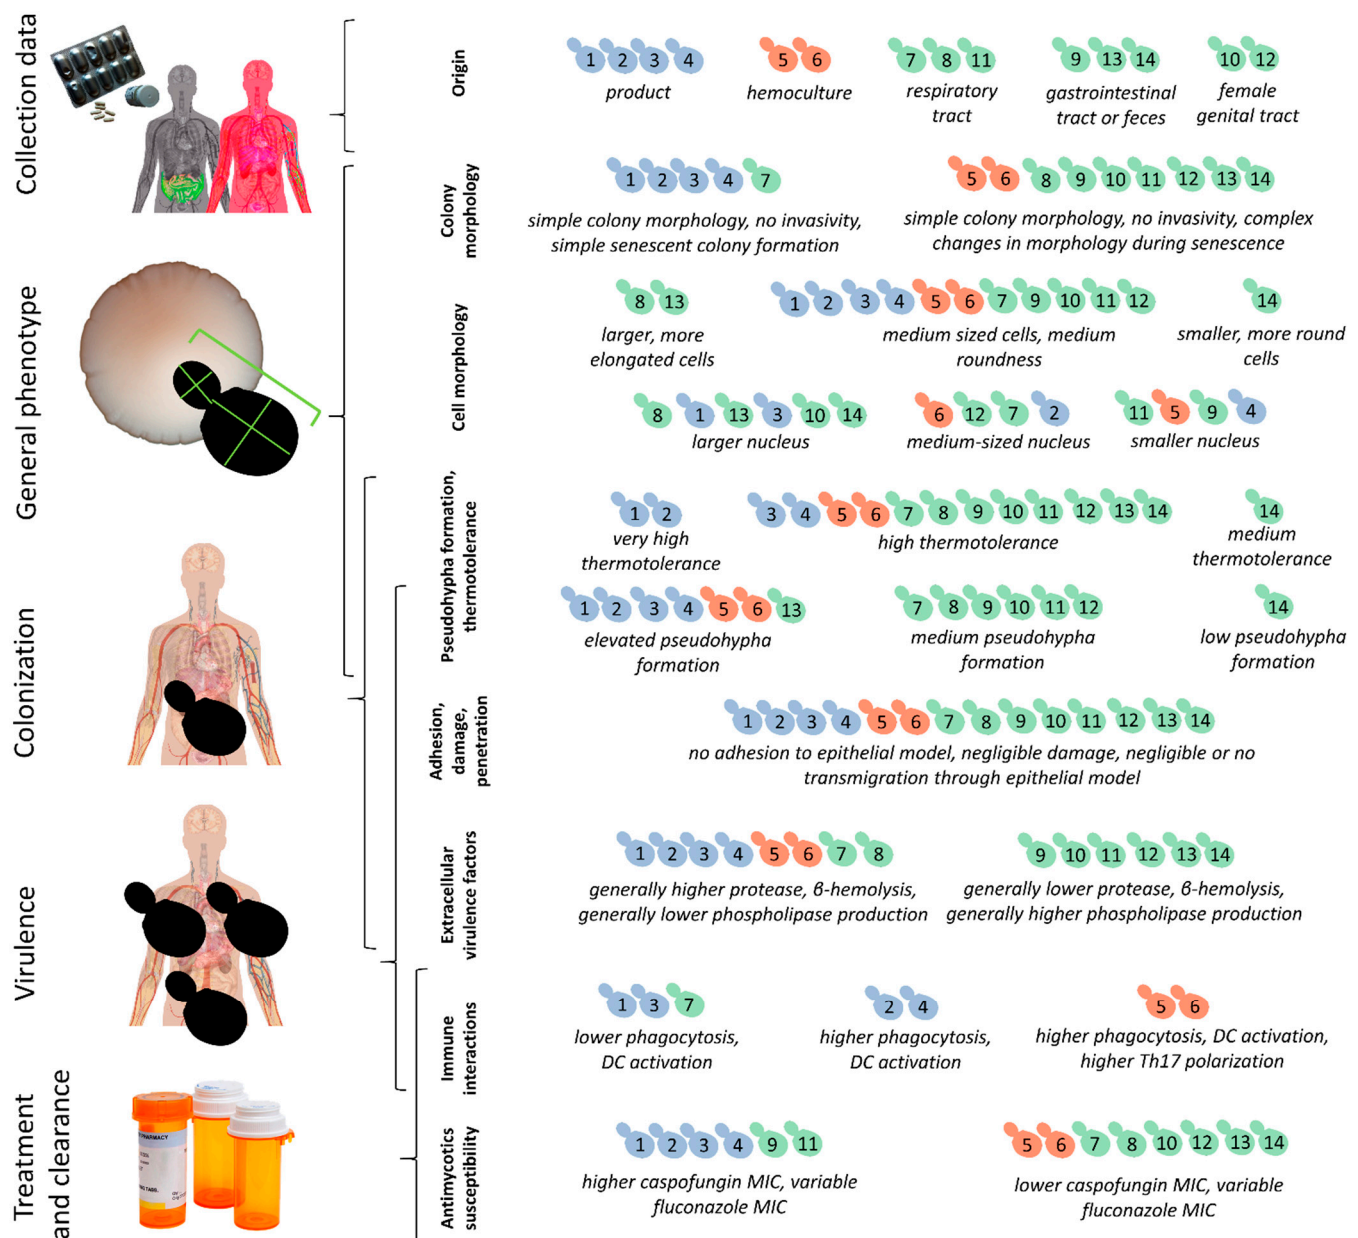 Collection data
General phenotype
Colonization
Virulence
Treatment
and clearance
Origin
1 2 3 4
product
5 6
hemoculture
7 8 11
respiratory
tract
9 13 14
gastrointestinal
tract or feces
10 12
female
genital tract
Colony
morphology
1 2 3 4 7
simple colony morphology, no invasivity,
simple senescent colony formation
5 6 8 9 10 11 12 13 14
simple colony morphology, no invasivity, complex
changes in morphology during senescence
Cell morphology
8 13
larger, more
elongated cells
1 2 3 4 5 6 7 9 10 11 12
medium sized cells, medium
roundness
14
smaller, more round
cells
8 1 13 3 10 14
larger nucleus
6 12 7 2
medium-sized nucleus
11 5 9 4
smaller nucleus
Pseudohypha formation,
thermotolerance
1 2
very high
thermotolerance
3 4 5 6 7 8 9 10 11 12 13 14
high thermotolerance
14
medium
thermotolerance
1 2 3 4 5 6 13
elevated pseudohypha
formation
7 8 9 10 11 12
medium pseudohypha
formation
14
low pseudohypha
formation
Adhesion,
damage,
penetration
1 2 3 4 5 6 7 8 9 10 11 12 13 14
no adhesion to epithelial model, negligible damage, negligible or no
transmigration through epithelial model
Extracellular
virulence factors
1 2 3 4 5 6 7 8
generally higher protease, β-hemolysis,
generally lower phospholipase production
9 10 11 12 13 14
generally lower protease, β-hemolysis,
generally higher phospholipase production
Immune
interactions
1 3 7
lower phagocytosis,
DC activation
2 4
higher phagocytosis,
DC activation
5 6
higher phagocytosis, DC activation,
higher Th17 polarization
Antimycotics
susceptibility
1 2 3 4 9 11
higher caspofungin MIC, variable
fluconazole MIC
5 6 7 8 10 12 13 14
lower caspofungin MIC, variable
fluconazole MIC
PHARMACY